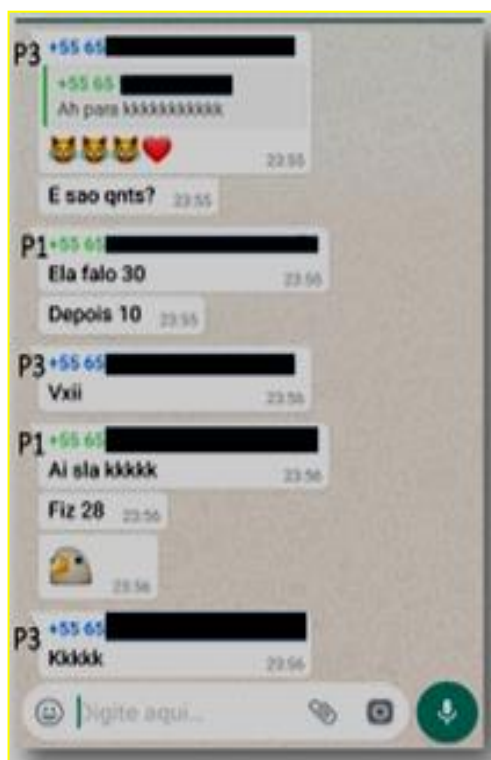 P3 +55 65
+55 65
Ah para kkkkkkkkkkk
23:55
E sao qnts? 23:55
P1 +55 65
Ela falo 30
23:55
Depois 10 23:55
P3 +55 65
Vxii
23:56
P1 +55 65
Ai sla kkkkk
23:56
Fiz 28 23:56
23:56
P3 +55 65
Kkkkk
23:56
Digite aqui...